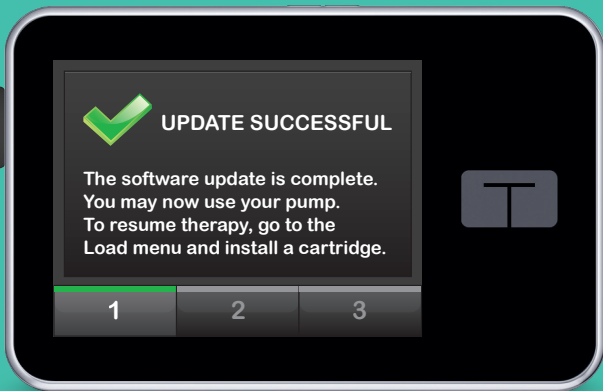 UPDATE SUCCESSFUL
The software update is complete.
You may now use your pump.
To resume therapy, go to the
Load menu and install a cartridge.
1 2 3